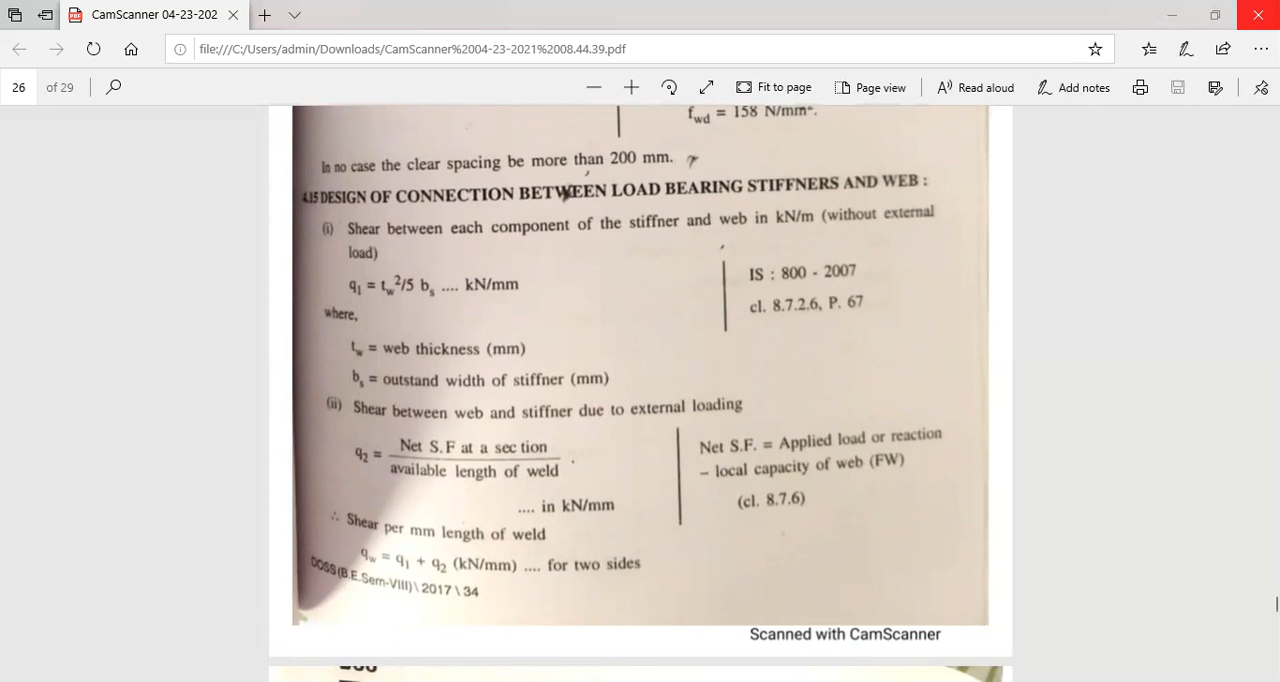 CamScanner 04-23-202
file:///C:/Users/admin/Downloads/CamScanner%2004-23-2021%2008.44.39.pdf
26 of 29 Fit to page Page view Read aloud Add notes
f_wd = 158 N/mm².
In no case the clear spacing be more than 200 mm.
4.15 DESIGN OF CONNECTION BETWEEN LOAD BEARING STIFFNERS AND WEB :
(i) Shear between each component of the stiffner and web in kN/m (without external
load)
q₁ = t_w²/5 b_s .... kN/mm
IS : 800 - 2007
cl. 8.7.2.6, P. 67
where,
t_w = web thickness (mm)
b_s = outstand width of stiffner (mm)
(ii) Shear between web and stiffner due to external loading
q₂ = Net S.F at a sec tion
available length of weld
.... in kN/mm
Net S.F. = Applied load or reaction
– local capacity of web (FW)
(cl. 8.7.6)
∴ Shear per mm length of weld
q_w = q₁ + q₂ (kN/mm) .... for two sides
DOSS (B.E.Sem-VIII) \ 2017 \ 34
Scanned with CamScanner